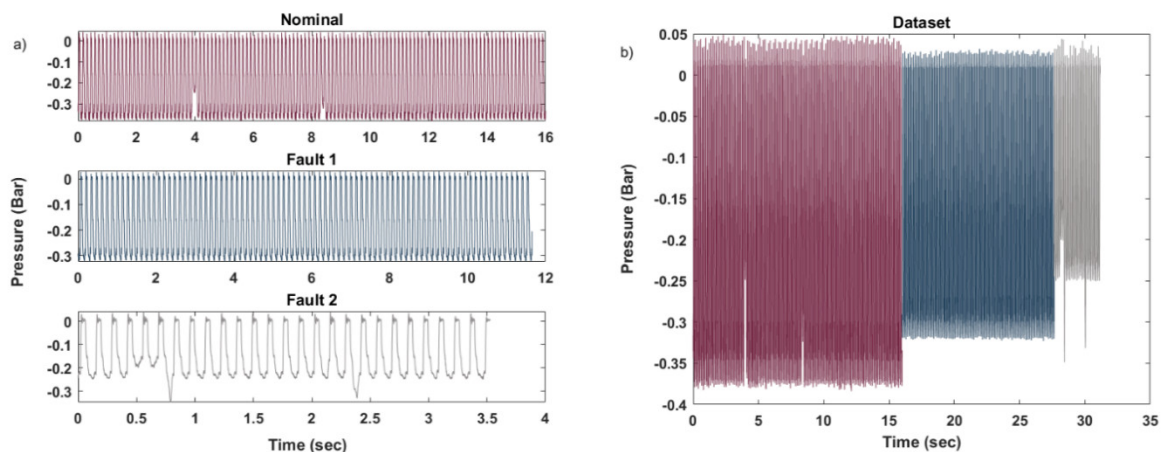 a)
Nominal
0
-0.1
-0.2
-0.3
0 2 4 6 8 10 12 14 16
Fault 1
Pressure (Bar)
0
-0.1
-0.2
-0.3
0 2 4 6 8 10 12
Fault 2
0
-0.1
-0.2
-0.3
0 0.5 1 1.5 2 2.5 3 3.5 4
Time (sec)
b)
Dataset
Pressure (Bar)
0.05
0
-0.05
-0.1
-0.15
-0.2
-0.25
-0.3
-0.35
-0.4
0 5 10 15 20 25 30 35
Time (sec)